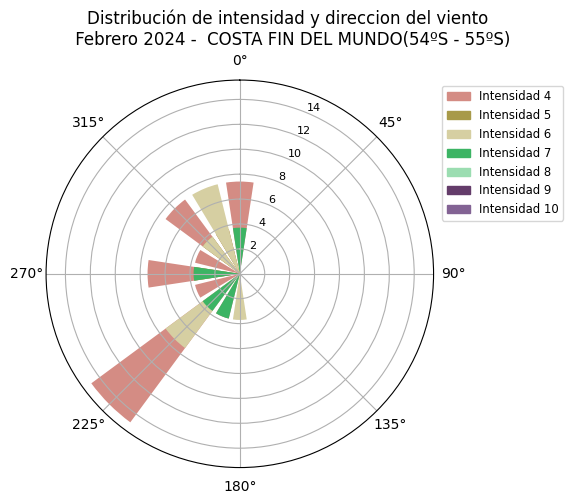 Distribución de intensidad y direccion del viento
Febrero 2024 -  COSTA FIN DEL MUNDO(54ºS - 55ºS)
0°
45°
90°
135°
180°
225°
270°
315°
2
4
6
8
10
12
14
Intensidad 4
Intensidad 5
Intensidad 6
Intensidad 7
Intensidad 8
Intensidad 9
Intensidad 10